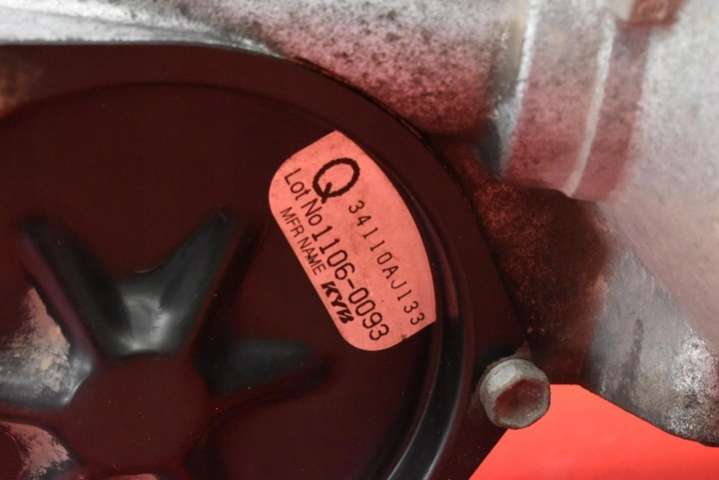 Q 34110AJ133
Lot No 1106-0093
MFR NAME KYB